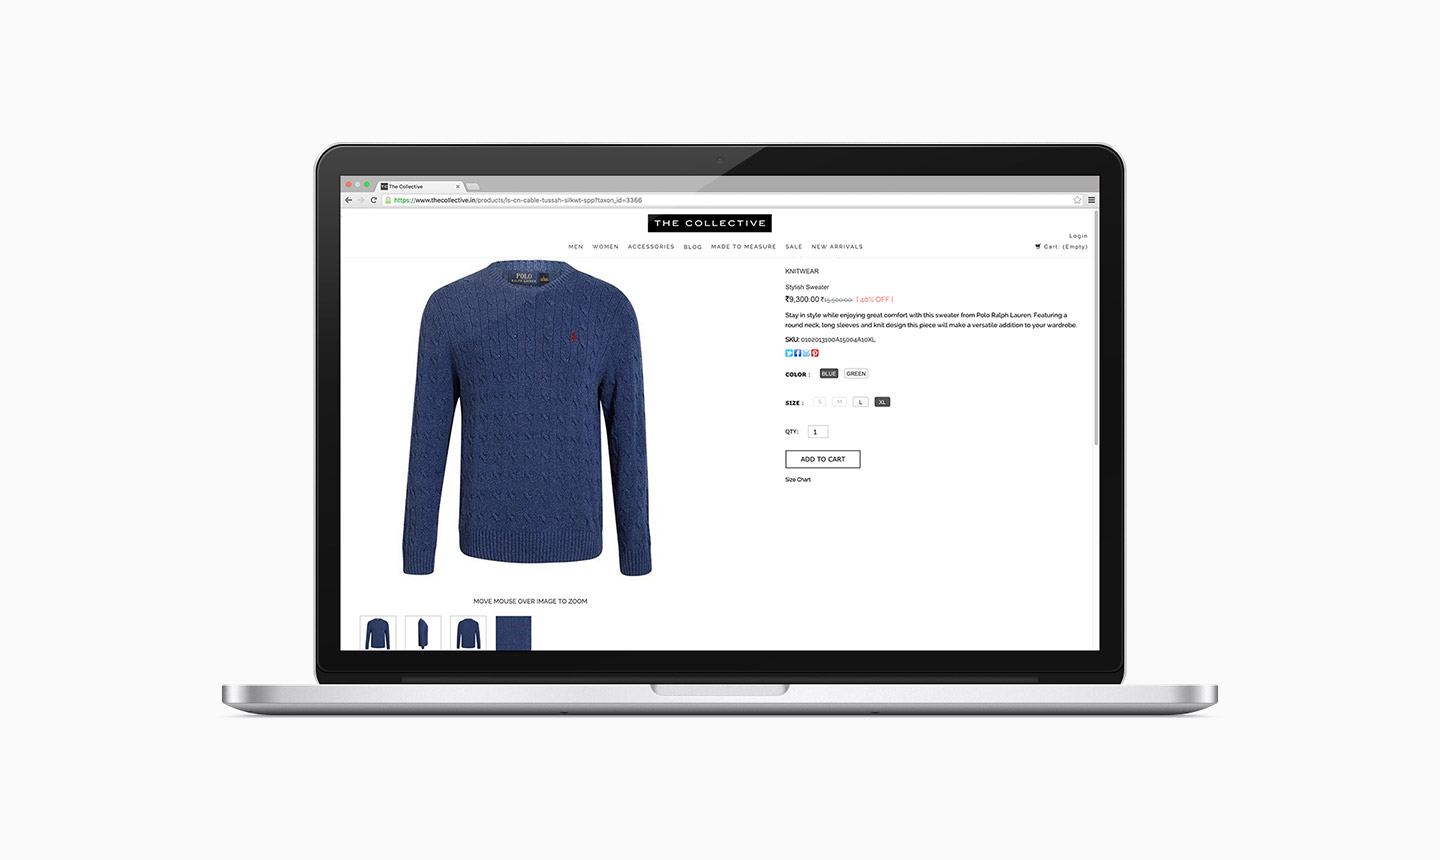 The Collective
https://www.thecollective.in/products/ls-cn-cable-tussah-silkwt-spp?taxon_id=3366
THE COLLECTIVE
Login
MEN WOMEN ACCESSORIES BLOG MADE TO MEASURE SALE NEW ARRIVALS
Cart: (Empty)
POLO
RALPH LAUREN
KNITWEAR
Stylish Sweater
₹9,300.00 ₹15,500.00 [ 40% OFF ]
Stay in style while enjoying great comfort with this sweater from Polo Ralph Lauren. Featuring a
round neck, long sleeves and knit design this piece will make a versatile addition to your wardrobe.
SKU: 0102013100A15004A10XL
COLOR : BLUE GREEN
SIZE : S M L XL
QTY: 1
ADD TO CART
Size Chart
MOVE MOUSE OVER IMAGE TO ZOOM